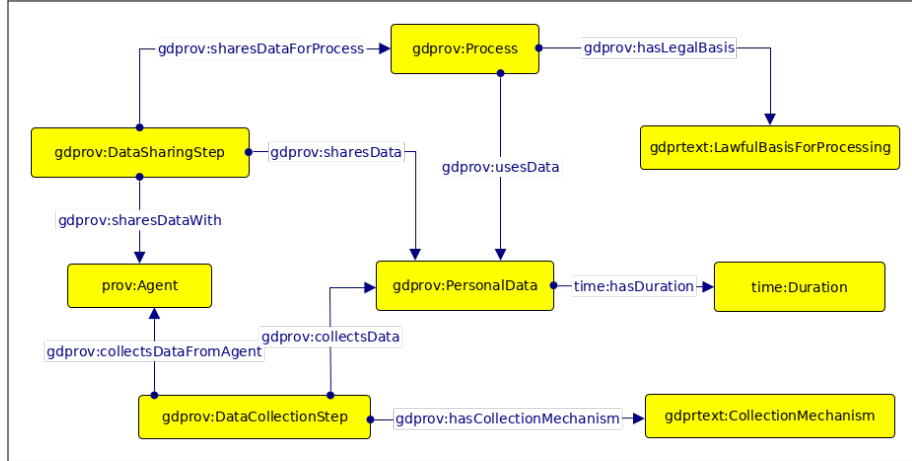 gdprov:Process
gdprov:sharesDataForProcess
gdprov:hasLegalBasis
gdprov:DataSharingStep
gdprov:sharesData
gdprtext:LawfulBasisForProcessing
gdprov:usesData
gdprov:sharesDataWith
prov:Agent
gdprov:PersonalData
time:hasDuration
time:Duration
gdprov:collectsData
gdprov:collectsDataFromAgent
gdprov:DataCollectionStep
gdprov:hasCollectionMechanism
gdprtext:CollectionMechanism